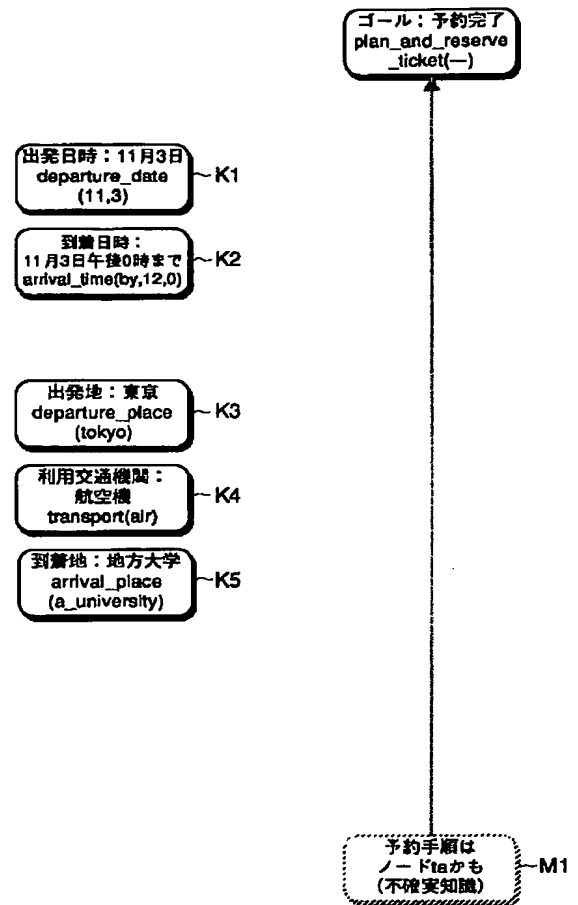 ゴール：予約完了
plan_and_reserve
_ticket(—)
出発日時：11月3日
departure_date
(11,3)
K1
到着日時：
11月3日午後0時まで
arrival_time(by,12,0)
K2
出発地：東京
departure_place
(tokyo)
K3
利用交通機関：
航空機
transport(air)
K4
到着地：地方大学
arrival_place
(a_university)
K5
予約手順は
ノードtaかも
(不確実知識)
M1